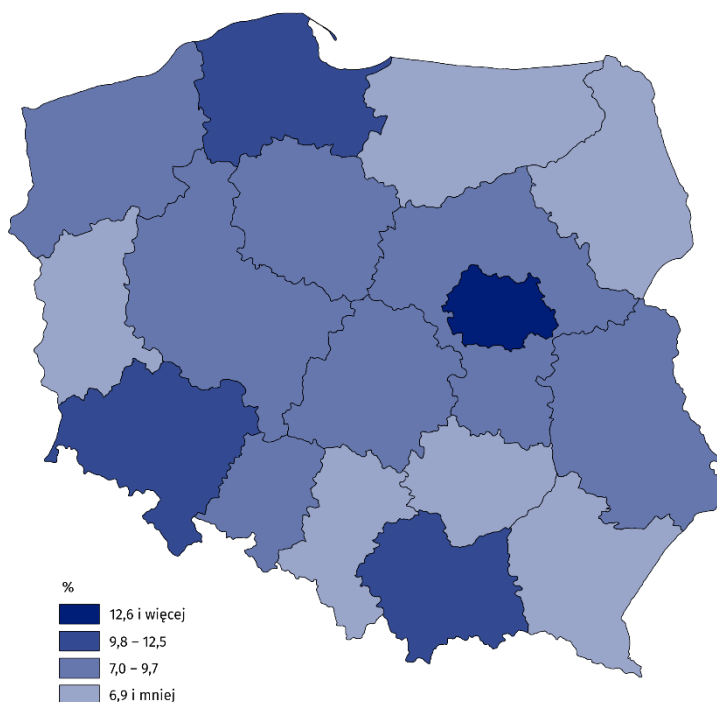 %
12,6 i więcej
9,8 – 12,5
7,0 – 9,7
6,9 i mniej